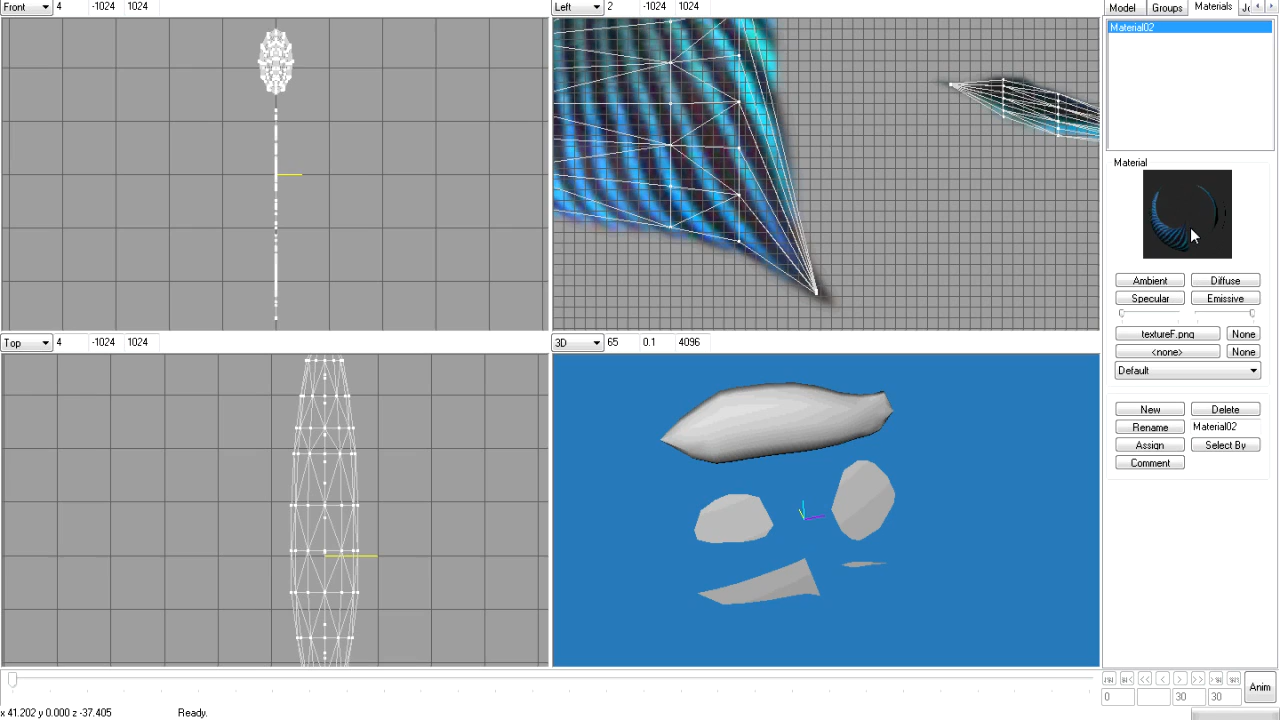 Front 4 -1024 1024
Left 2 -1024 1024
Model Groups Materials
Material02
Material
Ambient Diffuse
Specular Emissive
textureF.png None
<none> None
Default
New Delete
Rename Material02
Assign Select By
Comment
Top 4 -1024 1024
3D 65 0.1 4096
Anim
0 30 30
x 41.202 y 0.000 z -37.405 Ready.